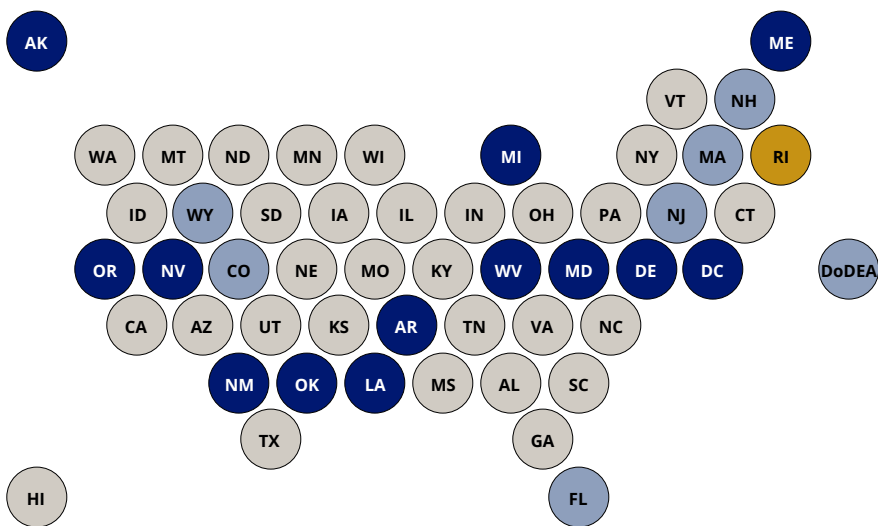 AK ME
VT NH
WA MT ND MN WI MI NY MA RI
ID WY SD IA IL IN OH PA NJ CT
OR NV CO NE MO KY WV MD DE DC DoDEA
CA AZ UT KS AR TN VA NC
NM OK LA MS AL SC
TX GA
HI FL